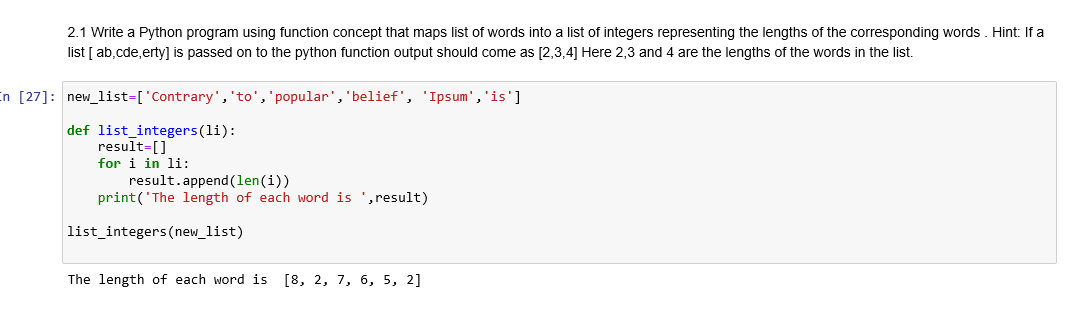 2.1 Write a Python program using function concept that maps list of words into a list of integers representing the lengths of the corresponding words . Hint: If a
list [ ab,cde,erty] is passed on to the python function output should come as [2,3,4] Here 2,3 and 4 are the lengths of the words in the list.
n [27]: new_list=['Contrary','to','popular','belief', 'Ipsum','is']
def list_integers(li):
    result=[]
    for i in li:
        result.append(len(i))
    print('The length of each word is ',result)
list_integers(new_list)
The length of each word is  [8, 2, 7, 6, 5, 2]